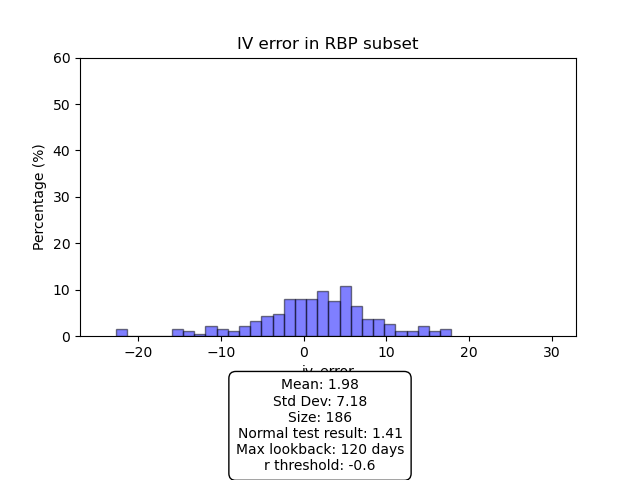 IV error in RBP subset
60
50
40
30
20
10
0
Percentage (%)
−20
−10
0
10
20
30
iv_error
Mean: 1.98
Std Dev: 7.18
Size: 186
Normal test result: 1.41
Max lookback: 120 days
r threshold: -0.6